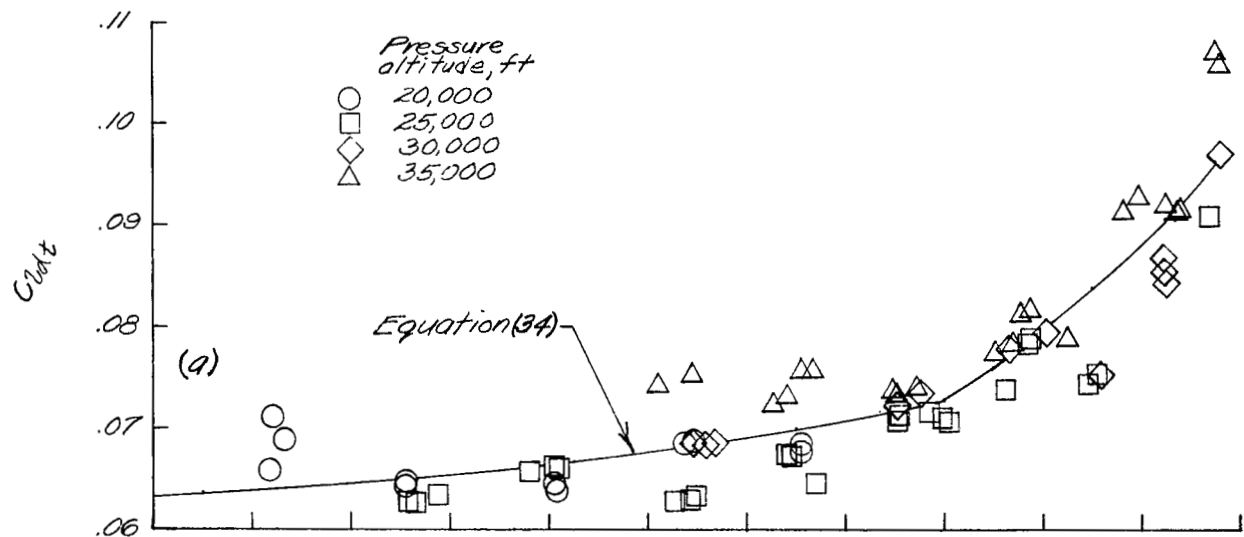 .11
Pressure
altitude, ft
20,000
25,000
30,000
35,000
.10
.09
C2dt
.08
Equation (34)
(a)
.07
.06